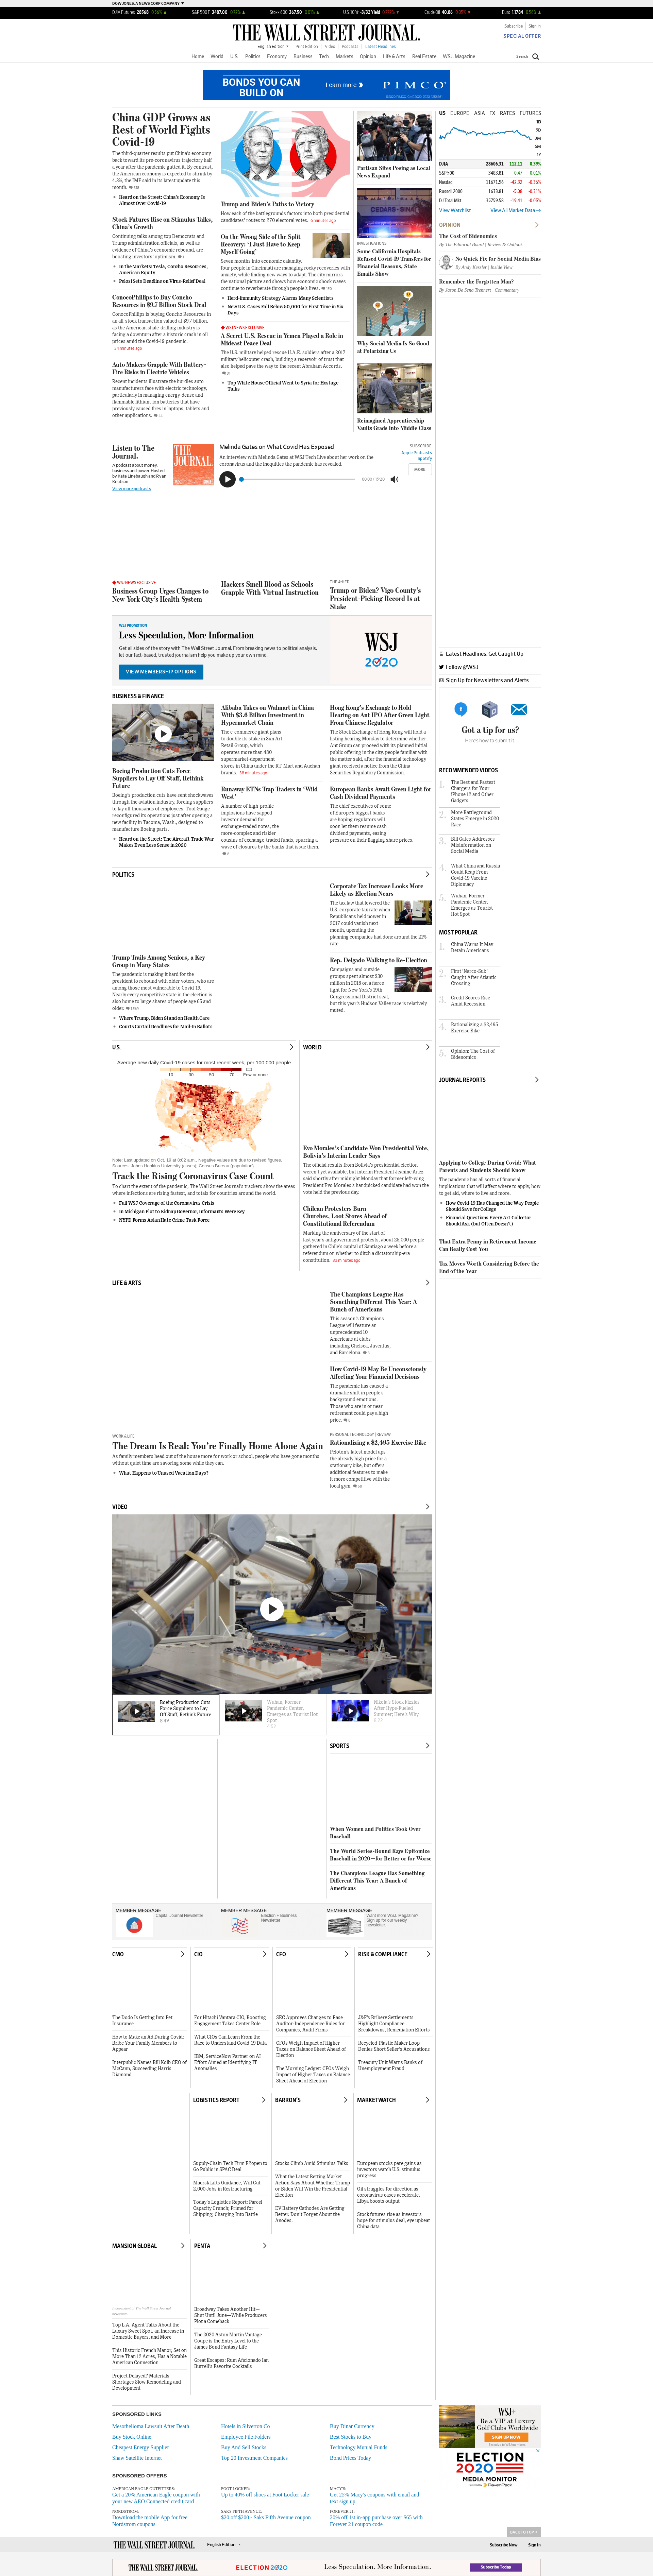 DOW JONES, A NEWS CORP COMPANY
DJIA Futures 28568
S&P 500 F 3487.00
Stoxx 600 367.50
U.S. 10 Yr
Crude Oil 40.86
Euro 1.1784
THE WALL STREET JOURNAL.
Subscribe Sign In
SPECIAL OFFER
English Edition Print Edition Video Podcasts Latest Headlines
Home World U.S. Politics Economy Business Tech Markets Opinion Life & Arts Real Estate WSJ. Magazine
Search
BONDS YOU CAN BUILD ON
Learn more
PIMCO
China GDP Grows as Rest of World Fights Covid-19
The third-quarter results put China's economy back toward its pre-coronavirus trajectory half a year after the pandemic gutted it. By contrast, the American economy is expected to shrink by 4.3%, the IMF said in its latest update this month.
Heard on the Street: China's Economy Is Almost Over Covid-19
Stock Futures Rise on Stimulus Talks, China's Growth
Continuing talks among top Democrats and Trump administration officials, as well as evidence of China's economic rebound, are boosting investors' optimism.
In the Markets: Tesla, Concho Resources, American Equity
Pelosi Sets Deadline on Virus-Relief Deal
ConocoPhillips to Buy Concho Resources in $9.7 Billion Stock Deal
ConocoPhillips is buying Concho Resources in an all-stock transaction valued at $9.7 billion, as the American shale-drilling industry is facing a downturn after a historic crash in oil prices amid the Covid-19 pandemic.
14 minutes ago
Auto Makers Grapple With Battery-Fire Risks in Electric Vehicles
Recent incidents illustrate the hurdles auto manufacturers face with electric technology, particularly in managing energy-dense and flammable lithium-ion batteries that have previously caused fires in laptops, tablets and other applications.
Trump and Biden's Paths to Victory
How each of the battleground-states factors into both presidential candidates' routes to 270 electoral votes. 6 minutes ago
On the Wrong Side of the Split Recovery: 'I Just Have to Keep Myself Going'
Seven months into economic calamity, four people in Cincinnati are nudging rocky recoveries with anxiety, while finding new ways to adapt. The city mirrors the national one in its unevenness, and shows how economic forces continue to reverberate through people's lives.
Herd-Immunity Strategy Alarms Many Scientists
New U.S. Cases Fall Below 50,000 for First Time in Six Days
WSJ NEWS EXCLUSIVE
A Secret U.S. Rescue in Yemen Played a Role in Mideast Peace Deal
The U.S. military helped rescue U.A.E. soldiers after a 2017 military helicopter crash, building a reservoir of trust that also helped pave the way to the recent Abraham Accords.
Top White House Official Went to Syria for Hostage Talks
Partisan Sites Posing as Local News Expand
INVESTIGATIONS
Some California Hospitals Refused Covid-19 Transfers for Financial Reasons, State Emails Show
Why Social Media Is So Good at Polarizing Us
Reimagined Apprenticeship Vaults Grads Into Middle Class
US EUROPE ASIA FX RATES FUTURES
1D
5D
3M
6M
1Y
DJIA 28606.31 112.11 0.39%
S&P 500 3483.81 0.47 0.01%
Nasdaq 11671.56 -42.32 -0.36%
Russell 2000 1633.81 -5.08 -0.31%
DJ Total Mkt 35759.58 -19.81 -0.05%
View Watchlist View All Market Data
OPINION
The Cost of Bidenomics
By The Editorial Board | Review & Outlook
No Quick Fix for Social Media Bias
By Andy Kessler | Inside View
Remember the Forgotten Man?
By Jason De Sena Trennert | Commentary
Listen to The Journal.
A podcast about money, business and power. Hosted by Kate Linebaugh and Ryan Knutson.
View more podcasts
THE JOURNAL.
Melinda Gates on What Covid Has Exposed
An interview with Melinda Gates at WSJ Tech Live about her work on the coronavirus and the inequities the pandemic has revealed.
SUBSCRIBE
Apple Podcasts
Spotify
MORE
WSJ NEWS EXCLUSIVE
Business Group Urges Changes to New York City's Health System
Hackers Smell Blood as Schools Grapple With Virtual Instruction
THE A-HED
Trump or Biden? Vigo County's President-Picking Record Is at Stake
WSJ PROMOTION
Less Speculation, More Information
Get all sides of the story with The Wall Street Journal. From breaking news to political analysis, discover trusted journalism to help you make up your own mind.
VIEW MEMBERSHIP OPTIONS
WSJ
2020
Latest Headlines: Get Caught Up
Follow @WSJ
Sign Up for Newsletters and Alerts
Got a tip for us?
Here's how to submit it.
BUSINESS & FINANCE
Boeing Production Cuts Force Suppliers to Lay Off Staff, Rethink Future
Boeing's production cuts have sent shockwaves through the aviation industry, forcing suppliers to lay off thousands of employees. Tool Gauge reconfigured its operations just after opening a new facility in Tacoma, Wash., designed to manufacture Boeing parts.
Heard on the Street: The Aircraft Trade War Makes Even Less Sense in 2020
Alibaba Takes on Walmart in China With $3.6 Billion Investment in Hypermarket Chain
The e-commerce giant plans to double its stake in Sun Art Retail Group, which operates more than 480 supermarket-department stores in China under the RT-Mart and Auchan brands. 38 minutes ago
Runaway ETNs Trap Traders in 'Wild West'
A number of high-profile implosions have sapped investor demand for exchange-traded notes, the more-complex and riskier cousins of exchange-traded funds, spurring a wave of closures by the banks that issue them.
Hong Kong's Exchange to Hold Hearing on Ant IPO After Green Light From Chinese Regulator
The Stock Exchange of Hong Kong will hold a listing hearing Monday to determine whether Ant Group can proceed with its planned initial public offering in the city, people familiar with the matter said, after the financial-technology giant received a notice from the China Securities Regulatory Commission.
European Banks Await Green Light for Cash Dividend Payments
The chief executives of some of Europe's biggest banks are hoping regulators will soon let them resume cash dividend payments, easing pressure on their flagging share prices.
RECOMMENDED VIDEOS
1. The Best and Fastest Chargers for Your iPhone 12 and Other Gadgets
2. More Battleground States Emerge in 2020 Race
3. Bill Gates Addresses Misinformation on Social Media
4. What China and Russia Could Reap From Covid-19 Vaccine Diplomacy
5. Wuhan, Former Pandemic Center, Emerges as Tourist Hot Spot
MOST POPULAR
1. China Warns It May Detain Americans
2. First 'Narco-Sub' Caught After Atlantic Crossing
3. Credit Scores Rise Amid Recession
4. Rationalizing a $2,495 Exercise Bike
5. Opinion: The Cost of Bidenomics
POLITICS
Trump Trails Among Seniors, a Key Group in Many States
The pandemic is making it hard for the president to rebound with older voters, who are among those most vulnerable to Covid-19. Nearly every competitive state in the election is also home to large shares of people age 65 and older.
Where Trump, Biden Stand on Health Care
Courts Curtail Deadlines for Mail-In Ballots
Corporate Tax Increase Looks More Likely as Election Nears
The tax law that lowered the U.S. corporate-tax rate when Republicans held power in 2017 could vanish next month, upending the planning companies had done around the 21% rate.
Rep. Delgado Walking to Re-Election
Campaigns and outside groups spent almost $30 million in 2018 on a fierce fight for New York's 19th Congressional District seat, but this year's Hudson Valley race is relatively muted.
U.S.
Average new daily Covid-19 cases for most recent week, per 100,000 people
10 30 50 70 Few or none
Note: Last updated on Oct. 19 at 8:02 a.m., Negative values are due to revised figures
Sources: Johns Hopkins University (cases); Census Bureau (population)
Track the Rising Coronavirus Case Count
To chart the extent of the pandemic, The Wall Street Journal's trackers show the areas where infections are rising fastest, and totals for counties around the world.
Full WSJ Coverage of the Coronavirus Crisis
In Michigan Plot to Kidnap Governor, Informants Were Key
NYPD Forms Asian Hate Crime Task Force
WORLD
Evo Morales's Candidate Won Presidential Vote, Bolivia's Interim Leader Says
The official results from Bolivia's presidential election weren't yet available, but interim President Jeanine Áñez said shortly after midnight Monday that former left-wing President Evo Morales's handpicked candidate has won the vote held the previous day.
Chilean Protesters Burn Churches, Loot Stores Ahead of Constitutional Referendum
Marking the anniversary of the start of last year's antigovernment protests, about 25,000 people gathered in Chile's capital of Santiago a week before a referendum on whether to ditch a dictatorship-era constitution. 33 minutes ago
JOURNAL REPORTS
Applying to College During Covid: What Parents and Students Should Know
The pandemic has all sorts of financial implications that will affect where to apply, how to get aid, where to live and more.
How Covid-19 Has Changed the Way People Should Save for College
Financial Questions Every Art Collector Should Ask (but Often Doesn't)
That Extra Penny in Retirement Income Can Really Cost You
Tax Moves Worth Considering Before the End of the Year
LIFE & ARTS
WORK & LIFE
The Dream Is Real: You're Finally Home Alone Again
As family members head out of the house more for work or school, people who have gone months without quiet time are savoring some while they can.
What Happens to Unused Vacation Days?
The Champions League Has Something Different This Year: A Bunch of Americans
This season's Champions League will feature an unprecedented 10 Americans at clubs including Chelsea, Juventus, and Barcelona.
How Covid-19 May Be Unconsciously Affecting Your Financial Decisions
The pandemic has caused a dramatic shift in people's background emotions. Those who are in or near retirement could pay a high price.
PERSONAL TECHNOLOGY | REVIEW
Rationalizing a $2,495 Exercise Bike
Peloton's latest model ups the already high price for a stationary bike, but offers additional features to make it more competitive with the local gym.
VIDEO
Boeing Production Cuts Force Suppliers to Lay Off Staff, Rethink Future
Wuhan, Former Pandemic Center, Emerges as Tourist Hot Spot
Nikola's Stock Fizzles After Hype-Fueled Summer; Here's Why
SPORTS
When Women and Politics Took Over Baseball
The World Series-Bound Rays Epitomize Baseball in 2020—for Better or for Worse
The Champions League Has Something Different This Year: A Bunch of Americans
MEMBER MESSAGE
Capital Journal Newsletter
MEMBER MESSAGE
Election + Business Newsletter
MEMBER MESSAGE
Want more WSJ. Magazine? Sign up for our weekly newsletter.
CMO
The Dodo Is Getting Into Pet Insurance
How to Make an Ad During Covid: Bribe Your Family Members to Appear
Interpublic Names Bill Kolb CEO of McCann, Succeeding Harris Diamond
CIO
For Hitachi Vantara CIO, Boosting Engagement Takes Center Role
What CIOs Can Learn From the Race to Understand Covid-19 Data
IBM, ServiceNow Partner on AI Effort Aimed at Identifying IT Anomalies
CFO
SEC Approves Changes to Ease Auditor-Independence Rules for Companies, Audit Firms
CFOs Weigh Impact of Higher Taxes on Balance Sheet Ahead of Election
The Morning Ledger: CFOs Weigh Impact of Higher Taxes on Balance Sheet Ahead of Election
RISK & COMPLIANCE
J&F's Bribery Settlements Highlight Compliance Breakdowns, Remediation Efforts
Recycled-Plastic Maker Loop Denies Short Seller's Accusations
Treasury Unit Warns Banks of Unemployment Fraud
LOGISTICS REPORT
Supply-Chain Tech Firm E2open to Go Public in SPAC Deal
Maersk Lifts Guidance, Will Cut 2,000 Jobs in Restructuring
Today's Logistics Report: Parcel Capacity Crunch; Primed for Shipping; Charging Into Battle
BARRON'S
Stocks Climb Amid Stimulus Talks
What the Latest Betting Market Action Says About Whether Trump or Biden Will Win the Presidential Election
EV Battery Cathodes Are Getting Better. Don't Forget About the Anodes.
MARKETWATCH
European stocks pare gains as investors watch U.S. stimulus progress
Oil struggles for direction as coronavirus cases accelerate, Libya boosts output
Stock futures rise as investors hope for stimulus deal, eye upbeat China data
MANSION GLOBAL
Top L.A. Agent Talks About the Luxury Sweet Spot, an Increase in Domestic Buyers, and More
This Historic French Manor, Set on More Than 12 Acres, Has a Notable American Connection
Project Delayed? Materials Shortages Slow Remodeling and Development
PENTA
Broadway Takes Another Hit—Shut Until June—While Producers Plot a Comeback
The 2020 Aston Martin Vantage Coupe is the Entry Level to the James Bond Fantasy Life
Great Escapes: Rum Aficionado Ian Burrell's Favorite Cocktails
SPONSORED LINKS
Mesothelioma Lawsuit After Death
Buy Stock Online
Cheapest Energy Supplier
Shaw Satellite Internet
Hotels in Silverton Co
Employee File Folders
Buy And Sell Stocks
Top 20 Investment Companies
Buy Dinar Currency
Best Stocks to Buy
Technology Mutual Funds
Bond Prices Today
SPONSORED OFFERS
AMERICAN EAGLE OUTFITTERS:
Get a 20% American Eagle coupon with your new AEO Connected credit card
NORDSTROM:
Download the mobile App for free Nordstrom coupons
FOOT LOCKER:
Up to 40% off shoes at Foot Locker sale
SAKS FIFTH AVENUE:
$20 off $200 - Saks Fifth Avenue coupon
MACY'S:
Get 25% Macy's coupons with email and text sign up
FOREVER 21:
20% off 1st in-app purchase over $65 with Forever 21 coupon code
WSJ
Be a VIP at Luxury Golf Clubs Worldwide
SIGN UP NOW
ELECTION 2020
MEDIA MONITOR
BACK TO TOP
THE WALL STREET JOURNAL.
English Edition
Subscribe Now Sign In
THE WALL STREET JOURNAL.
ELECTION 2020
Less Speculation. More Information.
Subscribe Today